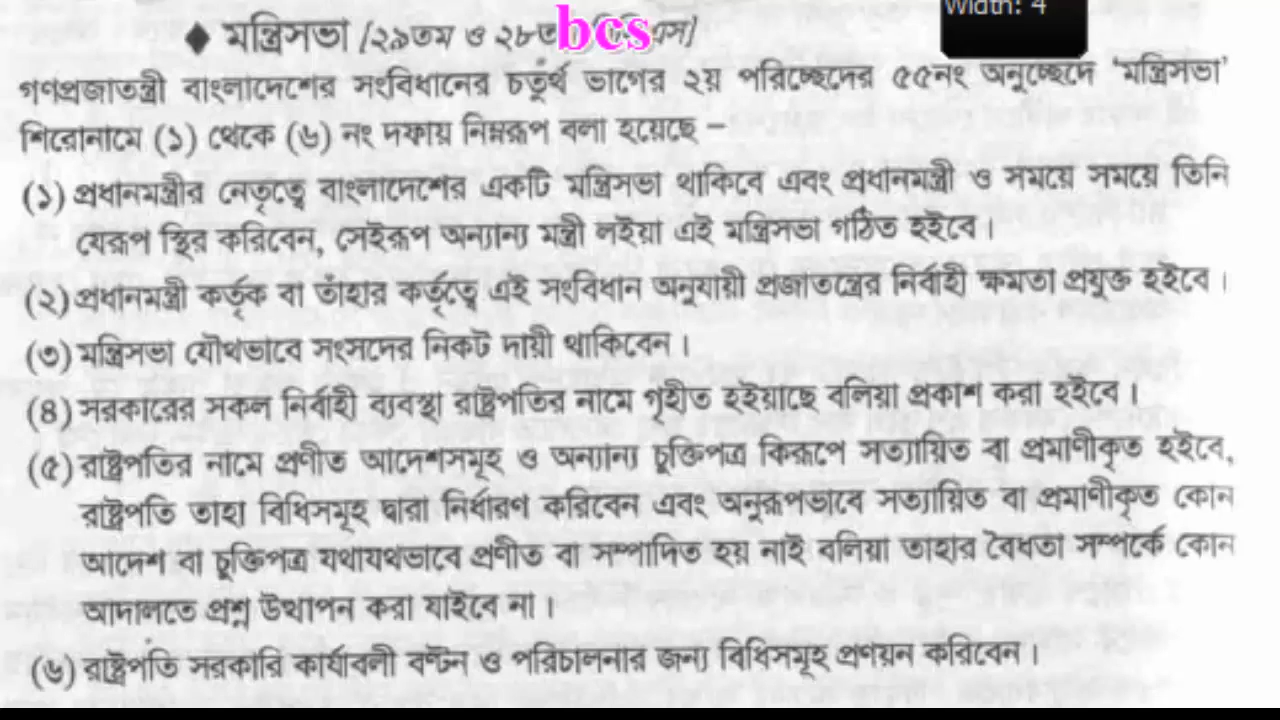 Width: 4
◆ মন্ত্রিসভা [২৯তম ও ২৮ত bcs এস]
গণপ্রজাতন্ত্রী বাংলাদেশের সংবিধানের চতুর্থ ভাগের ২য় পরিচ্ছেদের ৫৫নং অনুচ্ছেদে ‘মন্ত্রিসভা’
শিরোনামে (১) থেকে (৬) নং দফায় নিম্নরূপ বলা হয়েছে –
(১) প্রধানমন্ত্রীর নেতৃত্বে বাংলাদেশের একটি মন্ত্রিসভা থাকিবে এবং প্রধানমন্ত্রী ও সময়ে সময়ে তিনি
যেরূপ স্থির করিবেন, সেইরূপ অন্যান্য মন্ত্রী লইয়া এই মন্ত্রিসভা গঠিত হইবে।
(২) প্রধানমন্ত্রী কর্তৃক বা তাঁহার কর্তৃত্বে এই সংবিধান অনুযায়ী প্রজাতন্ত্রের নির্বাহী ক্ষমতা প্রযুক্ত হইবে।
(৩) মন্ত্রিসভা যৌথভাবে সংসদের নিকট দায়ী থাকিবেন।
(৪) সরকারের সকল নির্বাহী ব্যবস্থা রাষ্ট্রপতির নামে গৃহীত হইয়াছে বলিয়া প্রকাশ করা হইবে।
(৫) রাষ্ট্রপতির নামে প্রণীত আদেশসমূহ ও অন্যান্য চুক্তিপত্র কিরূপে সত্যায়িত বা প্রমাণীকৃত হইবে,
রাষ্ট্রপতি তাহা বিধিসমূহ দ্বারা নির্ধারণ করিবেন এবং অনুরূপভাবে সত্যায়িত বা প্রমাণীকৃত কোন
আদেশ বা চুক্তিপত্র যথাযথভাবে প্রণীত বা সম্পাদিত হয় নাই বলিয়া তাহার বৈধতা সম্পর্কে কোন
আদালতে প্রশ্ন উত্থাপন করা যাইবে না।
(৬) রাষ্ট্রপতি সরকারি কার্যাবলী বণ্টন ও পরিচালনার জন্য বিধিসমূহ প্রণয়ন করিবেন।